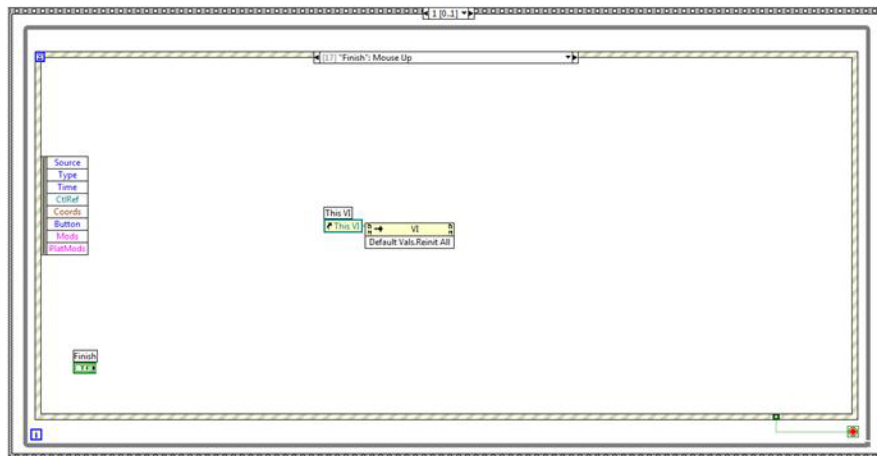 1 [0..1]
[17] "Finish": Mouse Up
Source
Type
Time
CtlRef
Coords
Button
Mods
PlatMods
This VI
This VI
VI
Default Vals.Reinit All
Finish
TF
i